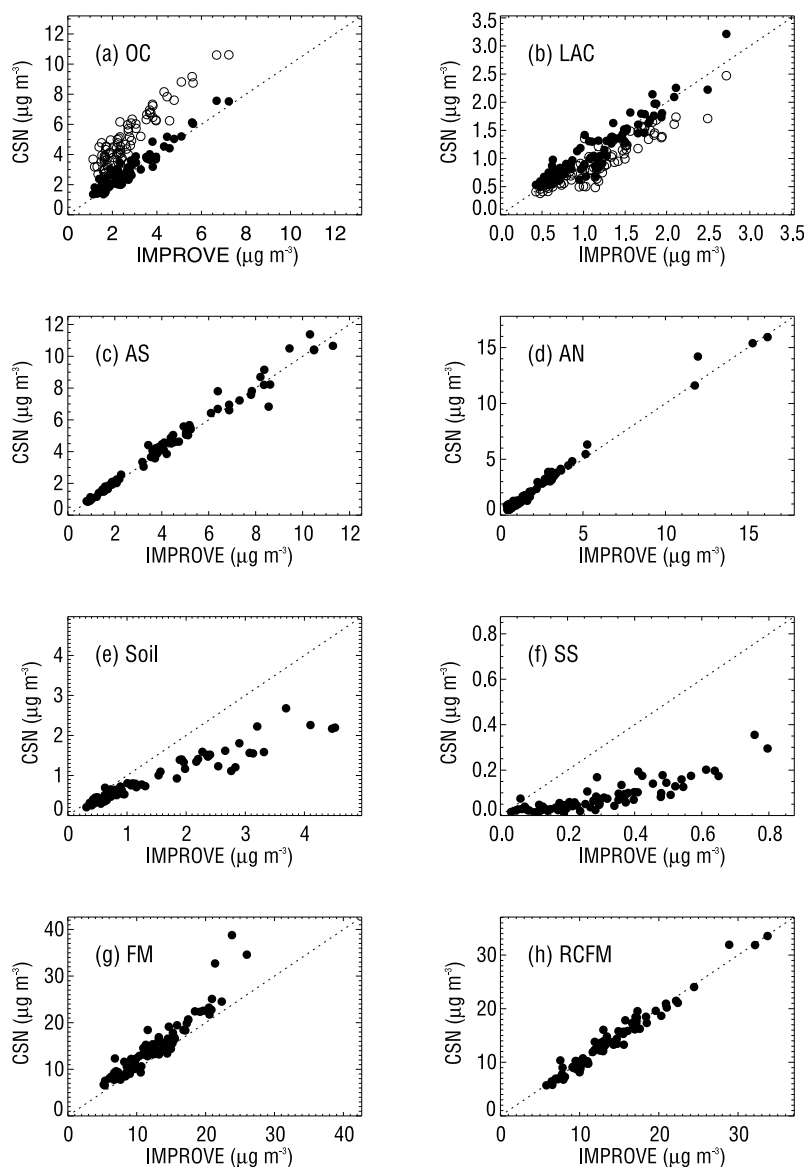 (a) OC
CSN (μg m-3)
12
10
8
6
4
2
0
0 2 4 6 8 10 12
IMPROVE (μg m-3)
(b) LAC
CSN (μg m-3)
3.5
3.0
2.5
2.0
1.5
1.0
0.5
0.0
0.0 0.5 1.0 1.5 2.0 2.5 3.0 3.5
IMPROVE (μg m-3)
(c) AS
CSN (μg m-3)
12
10
8
6
4
2
0
0 2 4 6 8 10 12
IMPROVE (μg m-3)
(d) AN
CSN (μg m-3)
15
10
5
0
0 5 10 15
IMPROVE (μg m-3)
(e) Soil
CSN (μg m-3)
4
3
2
1
0
0 1 2 3 4
IMPROVE (μg m-3)
(f) SS
CSN (μg m-3)
0.8
0.6
0.4
0.2
0.0
0.0 0.2 0.4 0.6 0.8
IMPROVE (μg m-3)
(g) FM
CSN (μg m-3)
40
30
20
10
0
0 10 20 30 40
IMPROVE (μg m-3)
(h) RCFM
CSN (μg m-3)
30
20
10
0
0 10 20 30
IMPROVE (μg m-3)